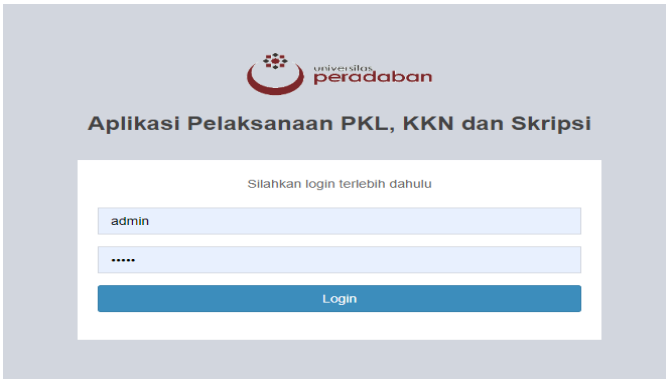 universitas
peradaban
Aplikasi Pelaksanaan PKL, KKN dan Skripsi
Silahkan login terlebih dahulu
admin
•••••
Login